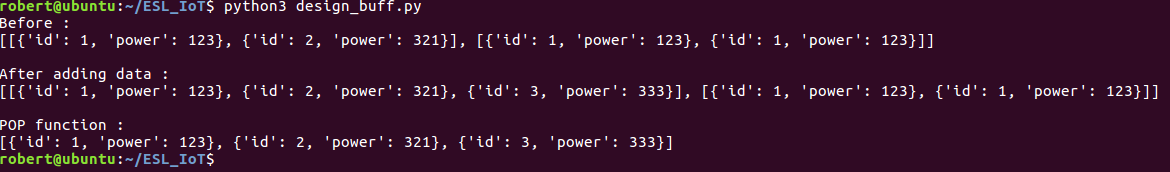 robert@ubuntu:~/ESL_IoT$ python3 design_buff.py
Before :
[[{'id': 1, 'power': 123}, {'id': 2, 'power': 321}], [{'id': 1, 'power': 123}, {'id': 1, 'power': 123}]]
After adding data :
[[{'id': 1, 'power': 123}, {'id': 2, 'power': 321}, {'id': 3, 'power': 333}], [{'id': 1, 'power': 123}, {'id': 1, 'power': 123}]]
POP function :
[{'id': 1, 'power': 123}, {'id': 2, 'power': 321}, {'id': 3, 'power': 333}]
robert@ubuntu:~/ESL_IoT$